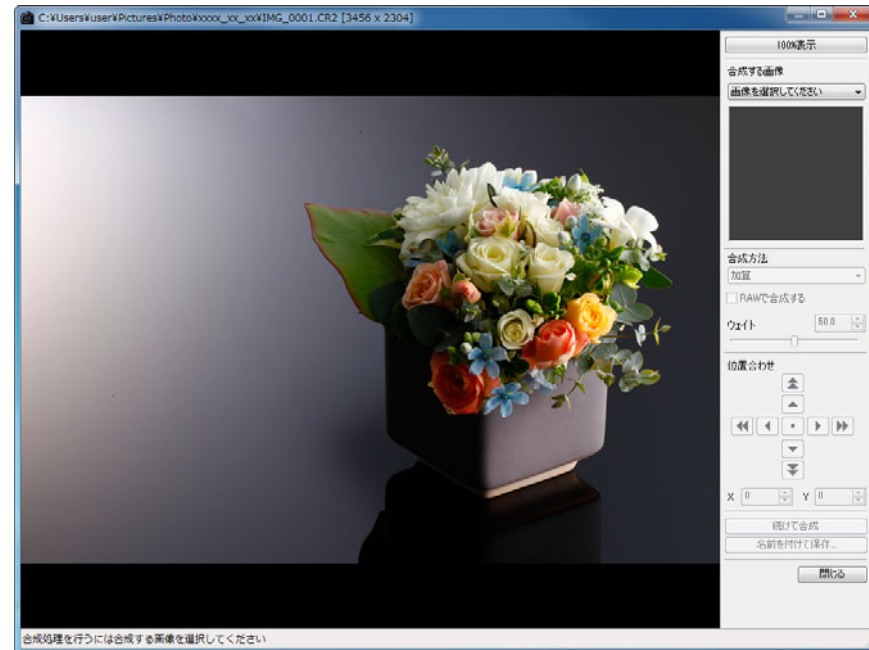 C:¥Users¥user¥Pictures¥Photo¥xxxx_xx_xx¥IMG_0001.CR2 [3456 x 2304]
100%表示
合成する画像
画像を選択してください
合成方法
加算
RAWで合成する
ウェイト 50.0
位置合わせ
X 0 Y 0
続けて合成
名前を付けて保存...
閉じる
合成処理を行うには合成する画像を選択してください